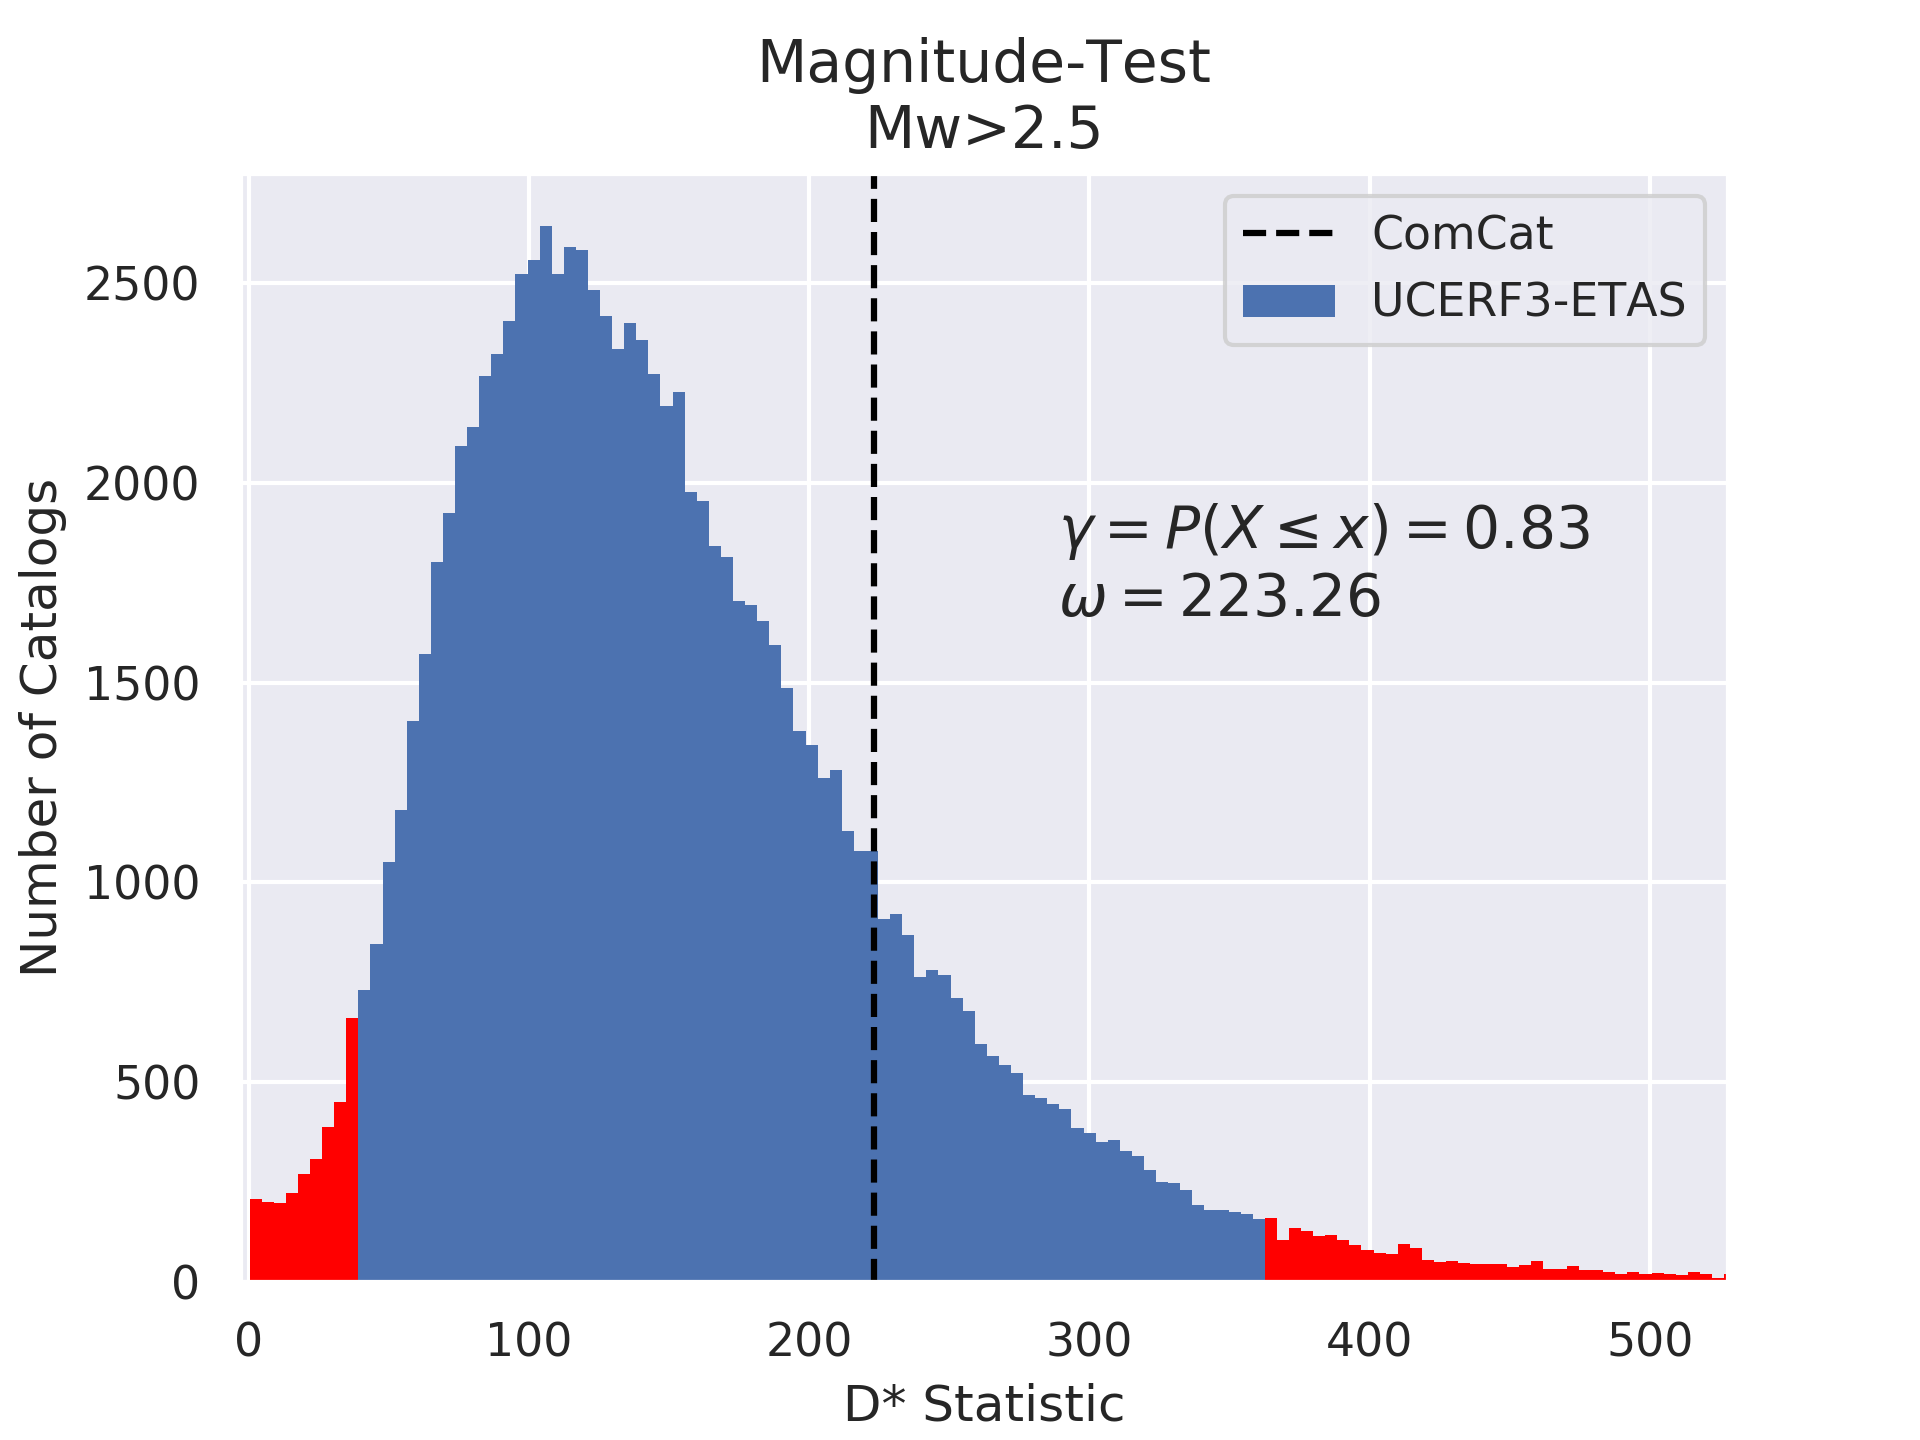 Magnitude-Test
Mw>2.5
ComCat
UCERF3-ETAS
γ = P(X ≤ x) = 0.83
ω = 223.26
Number of Catalogs
2500
2000
1500
1000
500
0
0 100 200 300 400 500
D* Statistic